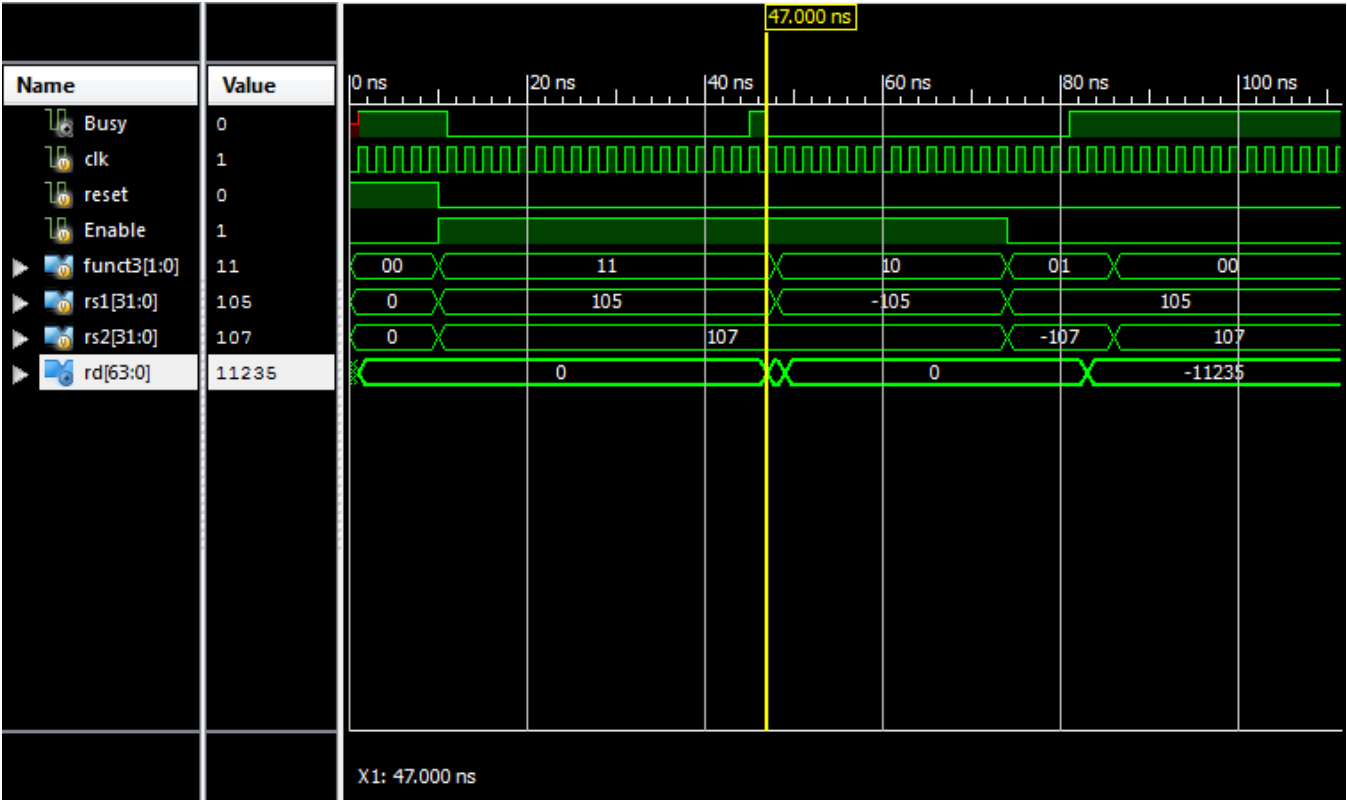 47.000 ns
Name Value 0 ns 20 ns 40 ns 60 ns 80 ns 100 ns
Busy 0
clk 1
reset 0
Enable 1
funct3[1:0] 11 00 11 10 01 00
rs1[31:0] 105 0 105 -105 105
rs2[31:0] 107 0 107 -107 107
rd[63:0] 11235 0 0 -11235
X1: 47.000 ns